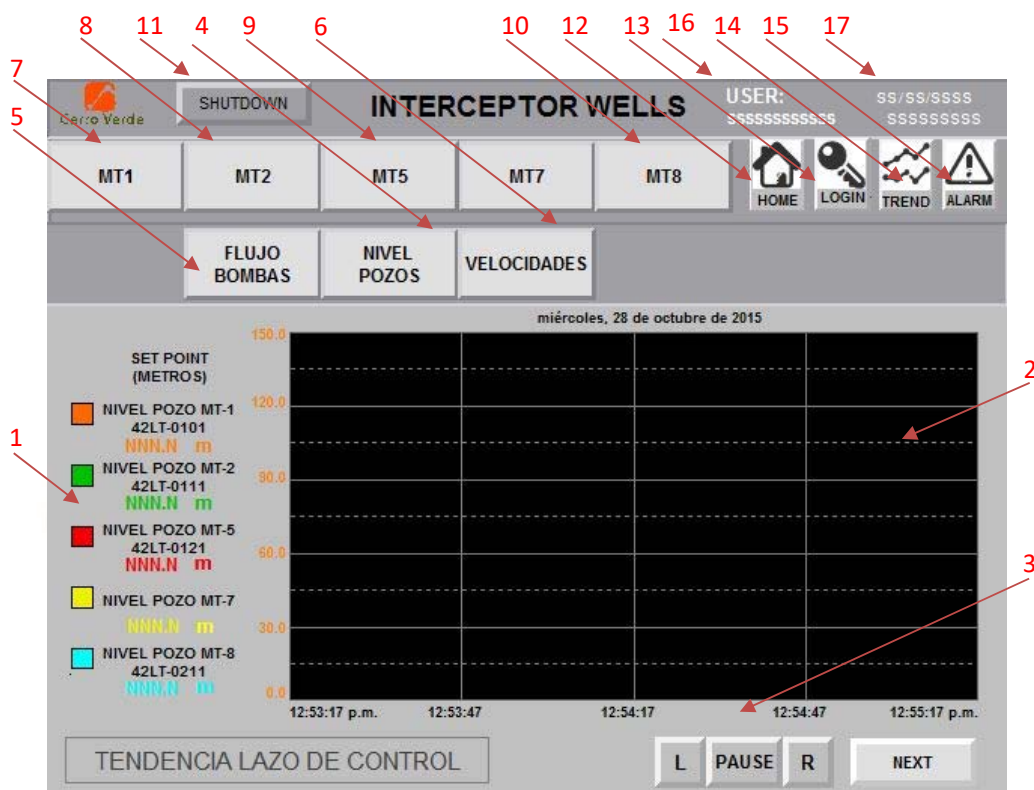 8 11 4 9 6 10 12 13 16 14 15 17
7
5
Cerro Verde
SHUTDOWN
INTERCEPTOR WELLS
USER:
SSSSSSSSSSSS
SS/SS/SSSS
SSSSSSSSS
MT1 MT2 MT5 MT7 MT8
HOME LOGIN TREND ALARM
FLUJO
BOMBAS
NIVEL
POZOS
VELOCIDADES
miércoles, 28 de octubre de 2015
SET POINT
(METROS)
NIVEL POZO MT-1
42LT-0101
NNN.N m
NIVEL POZO MT-2
42LT-0111
NNN.N m
NIVEL POZO MT-5
42LT-0121
NNN.N m
NIVEL POZO MT-7
NNN.N m
NIVEL POZO MT-8
42LT-0211
NNN.N m
1
150.0
120.0
90.0
60.0
30.0
0.0
2
3
12:53:17 p.m. 12:53:47 12:54:17 12:54:47 12:55:17 p.m.
TENDENCIA LAZO DE CONTROL
L PAUSE R NEXT